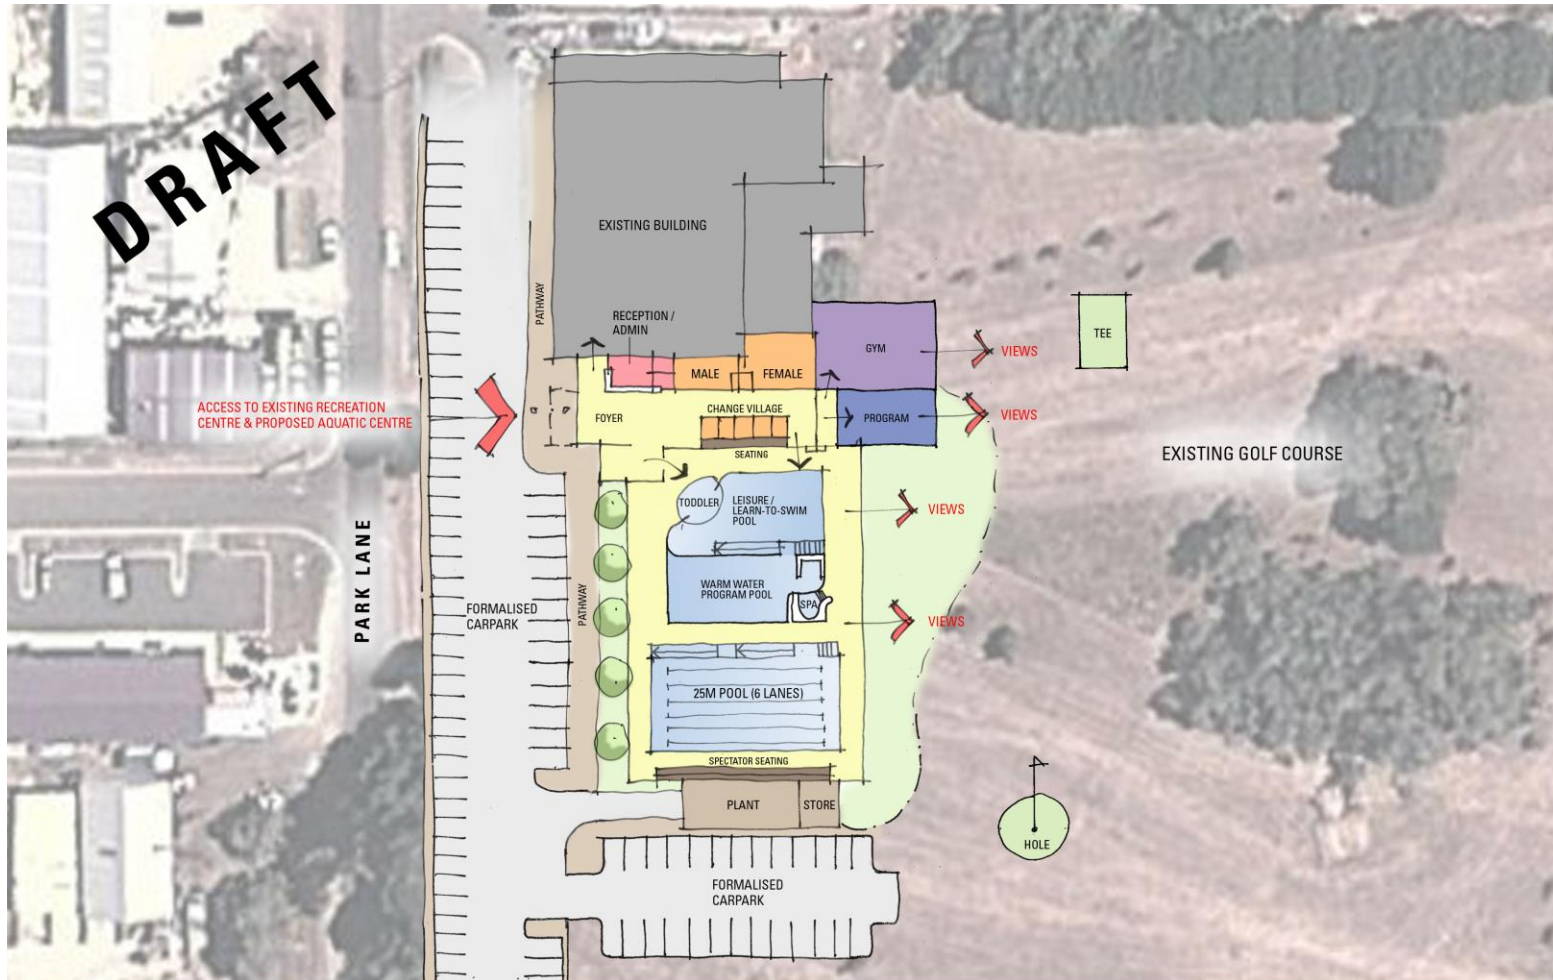 DRAFT
EXISTING BUILDING
PATHWAY
RECEPTION /
ADMIN
GYM
VIEWS
TEE
MALE
FEMALE
ACCESS TO EXISTING RECREATION
CENTRE & PROPOSED AQUATIC CENTRE
FOYER
CHANGE VILLAGE
PROGRAM
VIEWS
SEATING
EXISTING GOLF COURSE
TODDLER
LEISURE /
LEARN-TO-SWIM
POOL
VIEWS
PARK LANE
FORMALISED
CARPARK
PATHWAY
WARM WATER
PROGRAM POOL
SPA
VIEWS
25M POOL (6 LANES)
SPECTATOR SEATING
PLANT
STORE
HOLE
FORMALISED
CARPARK